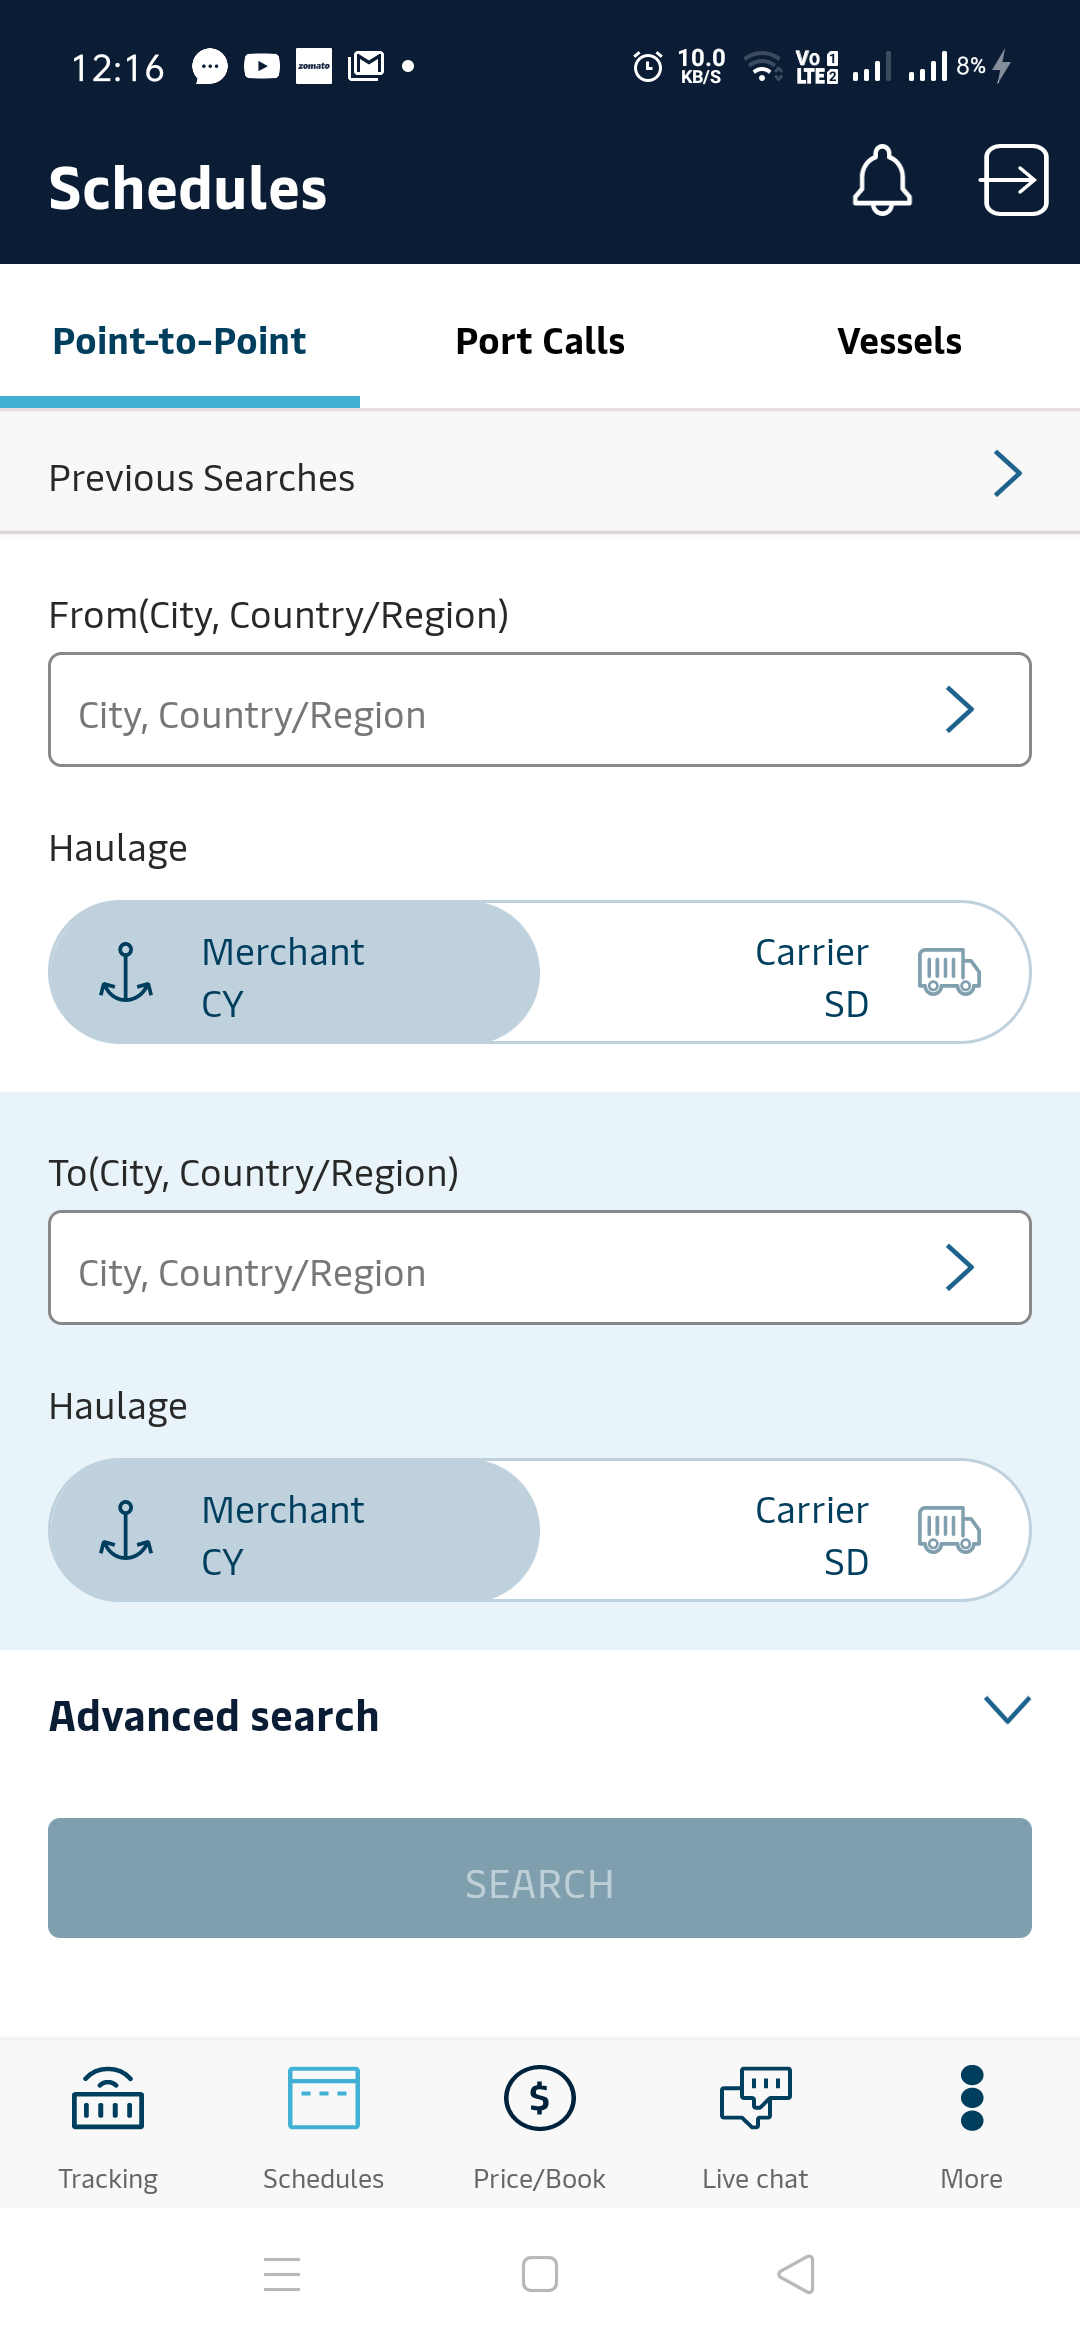 12:16 zomato 10.0 KB/S Vo LTE 1 2 8%
Schedules
Point-to-Point Port Calls Vessels
Previous Searches
From(City, Country/Region)
City, Country/Region
Haulage
Merchant Carrier
CY SD
To(City, Country/Region)
City, Country/Region
Haulage
Merchant Carrier
CY SD
Advanced search
SEARCH
$
Tracking Schedules Price/Book Live chat More